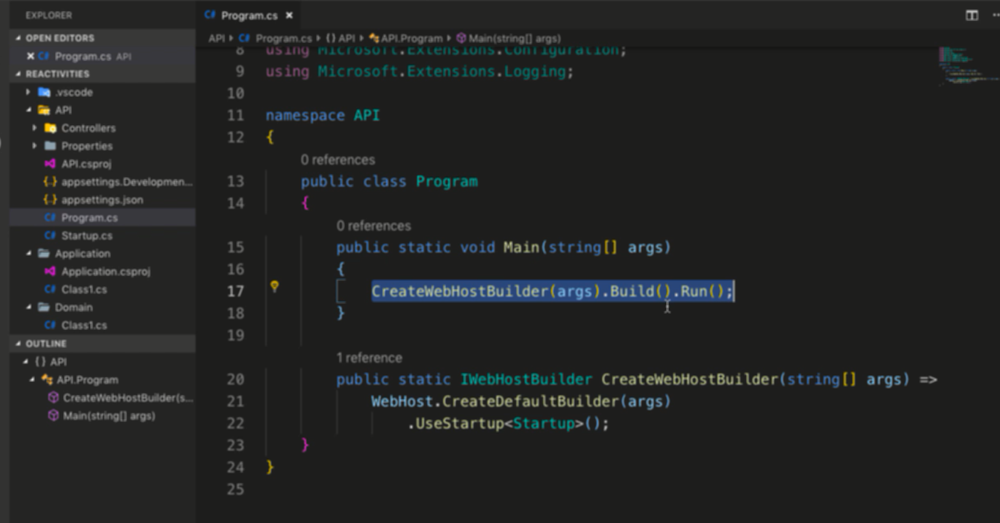 EXPLORER
OPEN EDITORS
Program.cs API
REACTIVITIES
.vscode
API
Controllers
Properties
API.csproj
appsettings.Developmen...
appsettings.json
Program.cs
Startup.cs
Application
Application.csproj
Class1.cs
Domain
Class1.cs
OUTLINE
{} API
API.Program
CreateWebHostBuilder(s...
Main(string[] args)
Program.cs
API Program.cs {} API API.Program Main(string[] args)
8 using Microsoft.Extensions.Configuration;
9 using Microsoft.Extensions.Logging;
10
11 namespace API
12 {
0 references
13 public class Program
14 {
0 references
15 public static void Main(string[] args)
16 {
17 CreateWebHostBuilder(args).Build().Run();
18 }
19
1 reference
20 public static IWebHostBuilder CreateWebHostBuilder(string[] args) =>
21 WebHost.CreateDefaultBuilder(args)
22 .UseStartup<Startup>();
23 }
24 }
25